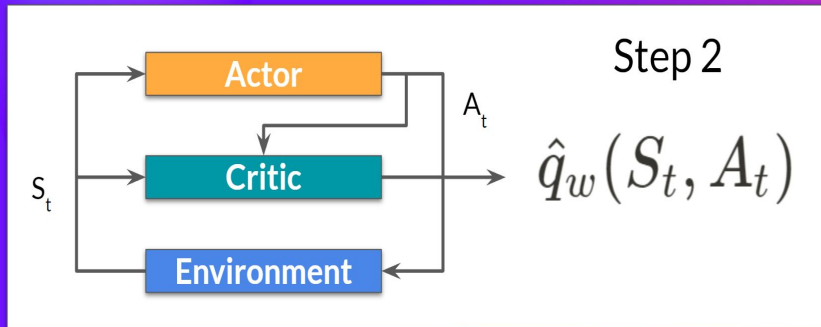 Step 2
Actor
A_t
Critic
q̂_w(S_t, A_t)
S_t
Environment